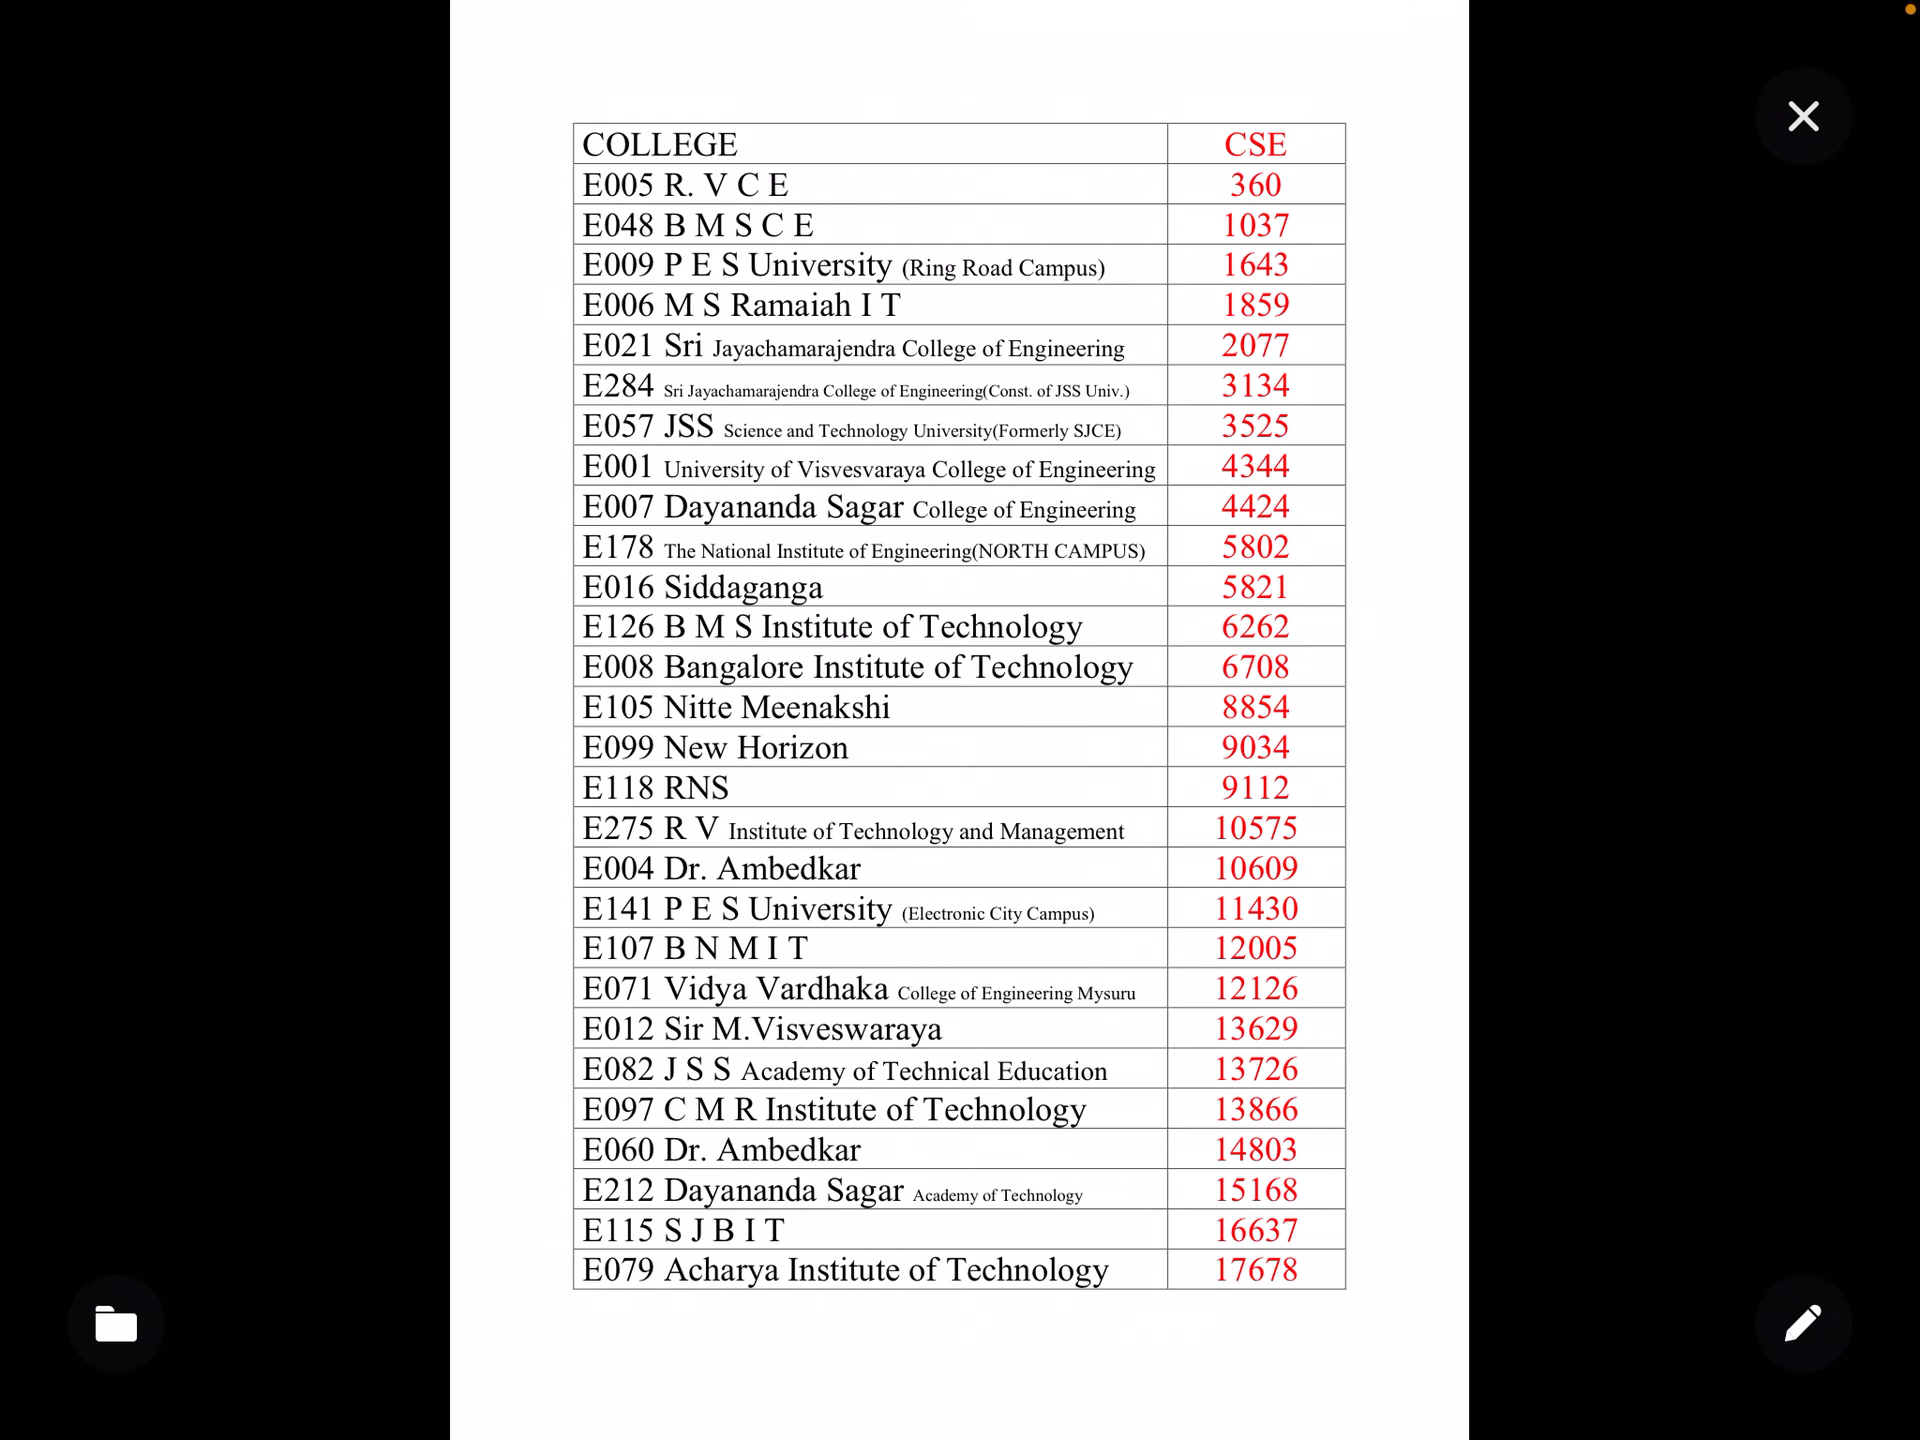 COLLEGE CSE
E005 R. V C E 360
E048 B M S C E 1037
E009 P E S University (Ring Road Campus) 1643
E006 M S Ramaiah I T 1859
E021 Sri Jayachamarajendra College of Engineering 2077
E284 Sri Jayachamarajendra College of Engineering(Const. of JSS Univ.) 3134
E057 JSS Science and Technology University(Formerly SJCE) 3525
E001 University of Visvesvaraya College of Engineering 4344
E007 Dayananda Sagar College of Engineering 4424
E178 The National Institute of Engineering(NORTH CAMPUS) 5802
E016 Siddaganga 5821
E126 B M S Institute of Technology 6262
E008 Bangalore Institute of Technology 6708
E105 Nitte Meenakshi 8854
E099 New Horizon 9034
E118 RNS 9112
E275 R V Institute of Technology and Management 10575
E004 Dr. Ambedkar 10609
E141 P E S University (Electronic City Campus) 11430
E107 B N M I T 12005
E071 Vidya Vardhaka College of Engineering Mysuru 12126
E012 Sir M.Visveswaraya 13629
E082 J S S Academy of Technical Education 13726
E097 C M R Institute of Technology 13866
E060 Dr. Ambedkar 14803
E212 Dayananda Sagar Academy of Technology 15168
E115 S J B I T 16637
E079 Acharya Institute of Technology 17678